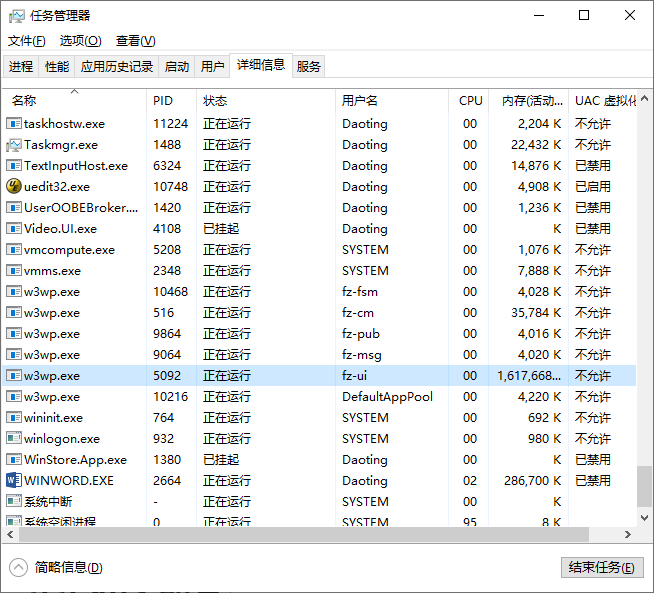 任务管理器
文件(F) 选项(O) 查看(V)
进程 性能 应用历史记录 启动 用户 详细信息 服务
名称 PID 状态 用户名 CPU 内存(活动... UAC 虚拟化
taskhostw.exe 11224 正在运行 Daoting 00 2,204 K 不允许
Taskmgr.exe 1488 正在运行 Daoting 00 22,432 K 不允许
TextInputHost.exe 6324 正在运行 Daoting 00 14,876 K 已禁用
uedit32.exe 10748 正在运行 Daoting 00 4,908 K 已启用
UserOOBEBroker.... 1420 正在运行 Daoting 00 1,236 K 已禁用
Video.UI.exe 4108 已挂起 Daoting 00 K 已禁用
vmcompute.exe 5208 正在运行 SYSTEM 00 1,076 K 不允许
vmms.exe 2348 正在运行 SYSTEM 00 7,888 K 不允许
w3wp.exe 10468 正在运行 fz-fsm 00 4,028 K 不允许
w3wp.exe 516 正在运行 fz-cm 00 35,784 K 不允许
w3wp.exe 9864 正在运行 fz-pub 00 4,016 K 不允许
w3wp.exe 9064 正在运行 fz-msg 00 4,020 K 不允许
w3wp.exe 5092 正在运行 fz-ui 00 1,617,668... 不允许
w3wp.exe 10216 正在运行 DefaultAppPool 00 4,220 K 不允许
wininit.exe 764 正在运行 SYSTEM 00 692 K 不允许
winlogon.exe 932 正在运行 SYSTEM 00 980 K 不允许
WinStore.App.exe 1380 已挂起 Daoting 00 K 已禁用
WINWORD.EXE 2664 正在运行 Daoting 02 286,700 K 已禁用
系统中断 - 正在运行 SYSTEM 00 K
系统空闲进程 0 正在运行 SYSTEM 95 8 K
简略信息(D) 结束任务(E)